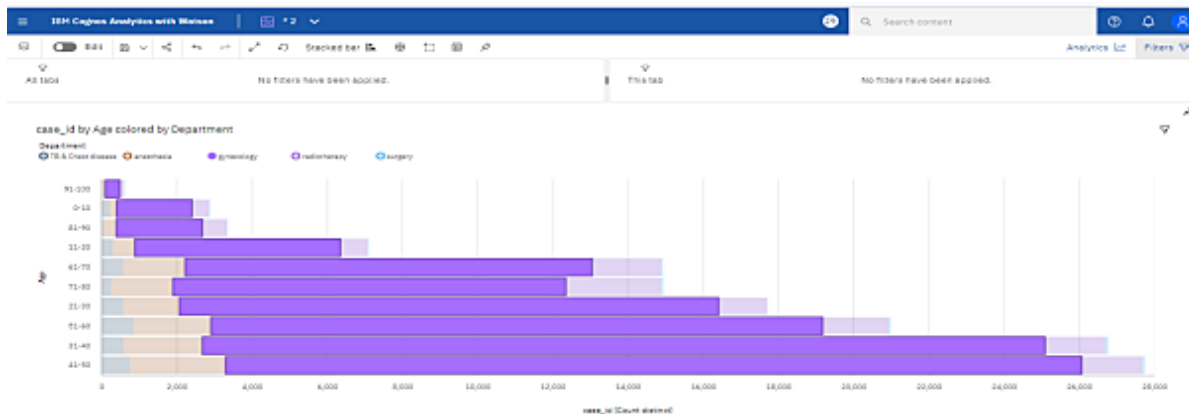 IBM Cognos Analytics with Watson
* 2
Search content
Edit
Stacked bar
Analytics
Filters
All tabs
No filters have been applied.
This tab
No filters have been applied.
case_id by Age colored by Department
Department
TB & Chest disease
anesthesia
gynecology
radiotherapy
surgery
91-100
0-10
81-90
11-20
61-70
71-80
21-30
51-60
31-40
41-50
Age
0
2,000
4,000
6,000
8,000
10,000
12,000
14,000
16,000
18,000
20,000
22,000
24,000
26,000
28,000
case_id (Count distinct)